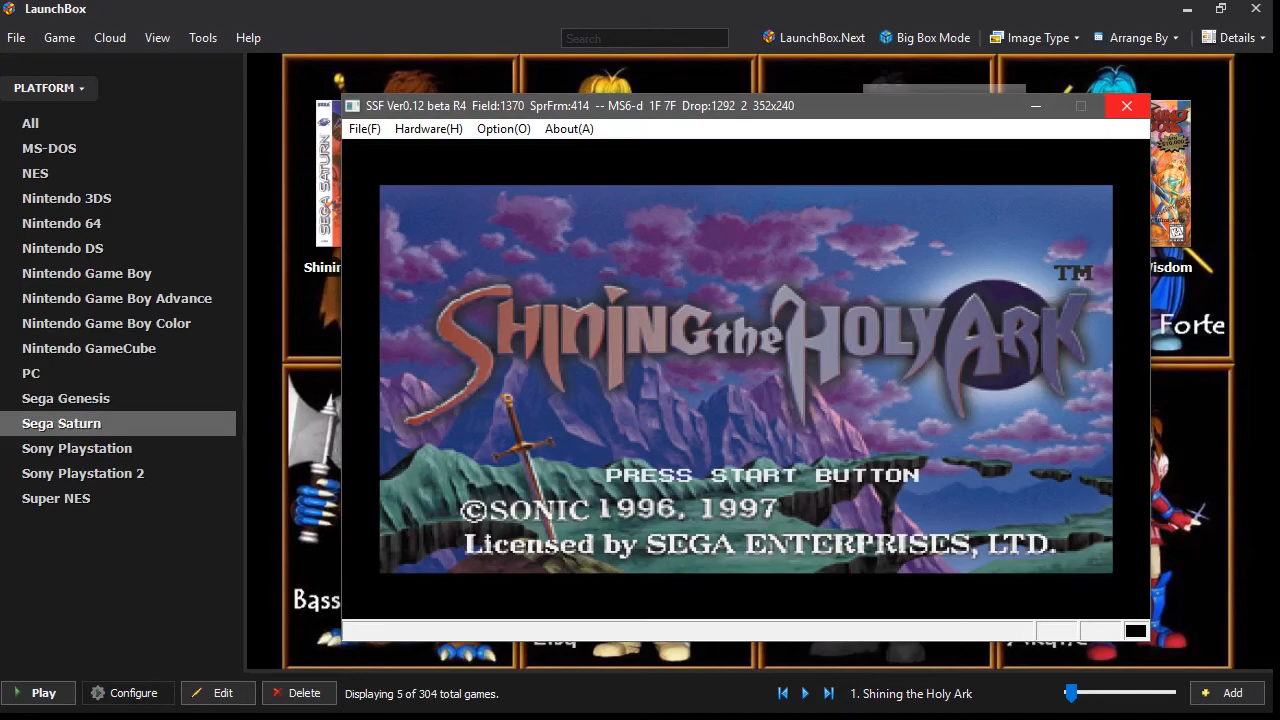 LaunchBox
File Game Cloud View Tools Help
Search
LaunchBox.Next Big Box Mode Image Type Arrange By Details
PLATFORM
All
MS-DOS
NES
Nintendo 3DS
Nintendo 64
Nintendo DS
Nintendo Game Boy
Nintendo Game Boy Advance
Nintendo Game Boy Color
Nintendo GameCube
PC
Sega Genesis
Sega Saturn
Sony Playstation
Sony Playstation 2
Super NES
SEGA SATURN
Shinin
isdom
Forte
Bass
SSF Ver0.12 beta R4 Field:1370 SprFrm:414 -- MS6-d 1F 7F Drop:1292 2 352x240
File(F) Hardware(H) Option(O) About(A)
SHINING the HOLY ARK TM
PRESS START BUTTON
©SONIC 1996, 1997
Licensed by SEGA ENTERPRISES, LTD.
Play Configure Edit Delete Displaying 5 of 304 total games. 1. Shining the Holy Ark Add